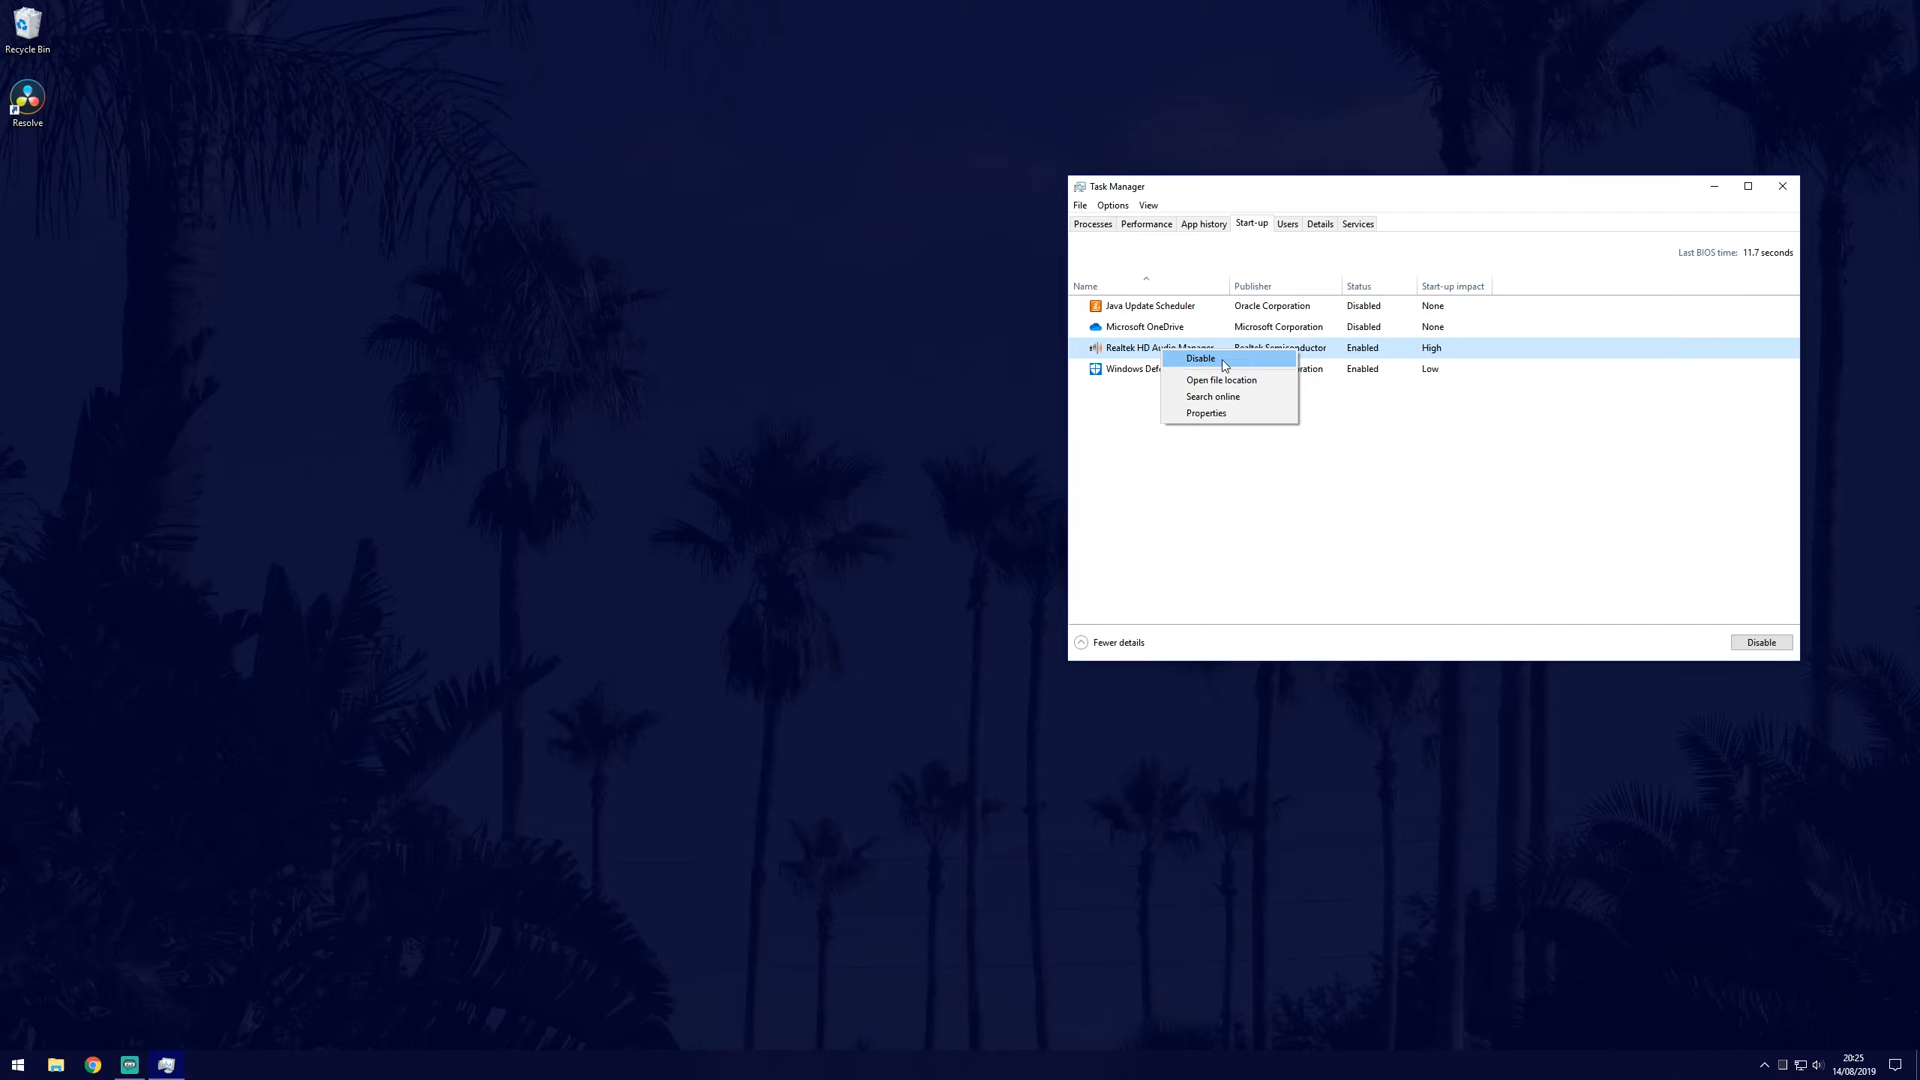 Recycle Bin
Resolve
Task Manager
File Options View
Processes Performance App history Start-up Users Details Services
Last BIOS time: 11.7 seconds
Name Publisher Status Start-up impact
Java Update Scheduler Oracle Corporation Disabled None
Microsoft OneDrive Microsoft Corporation Disabled None
Realtek HD Audio Manager Realtek Semiconductor Enabled High
Windows Defe ration Enabled Low
Disable
Open file location
Search online
Properties
Fewer details Disable
20:25
14/08/2019